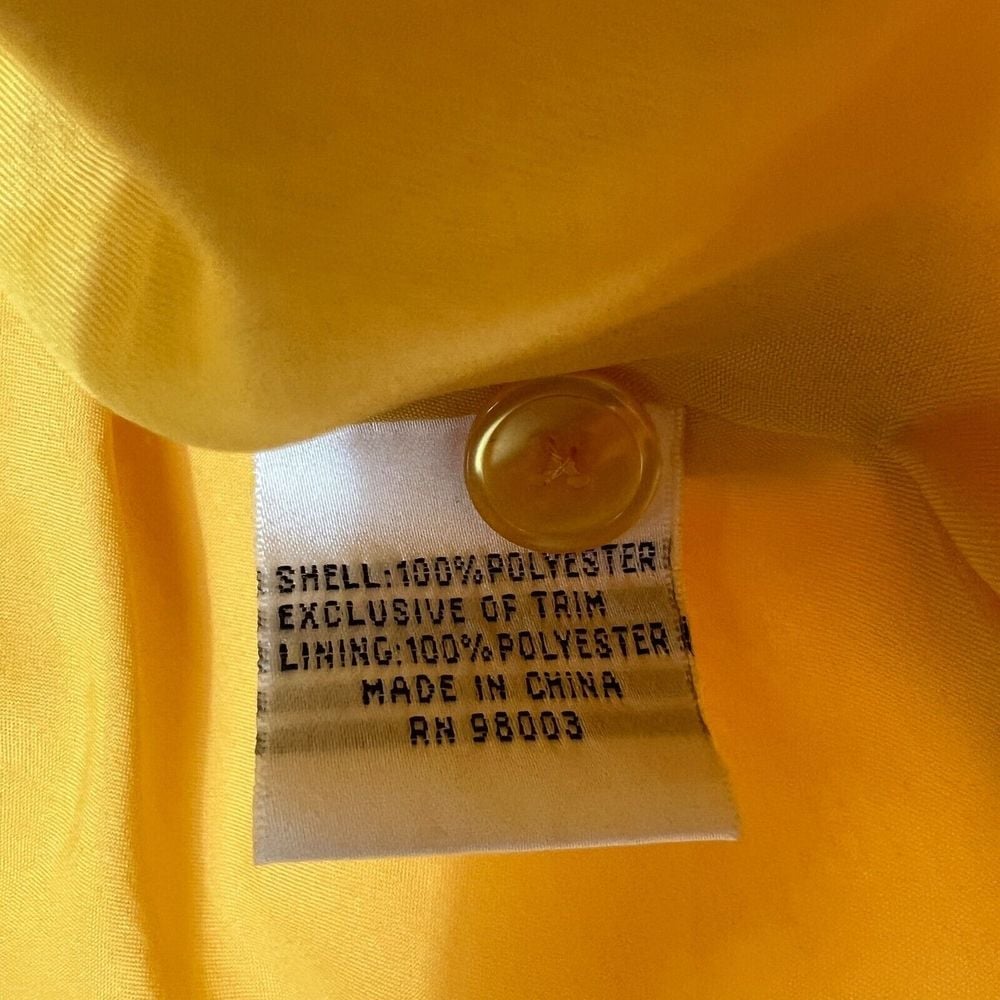 SHELL:100%POLYESTER
EXCLUSIVE OF TRIM
LINING:100%POLYESTER
MADE IN CHINA
RN 98003